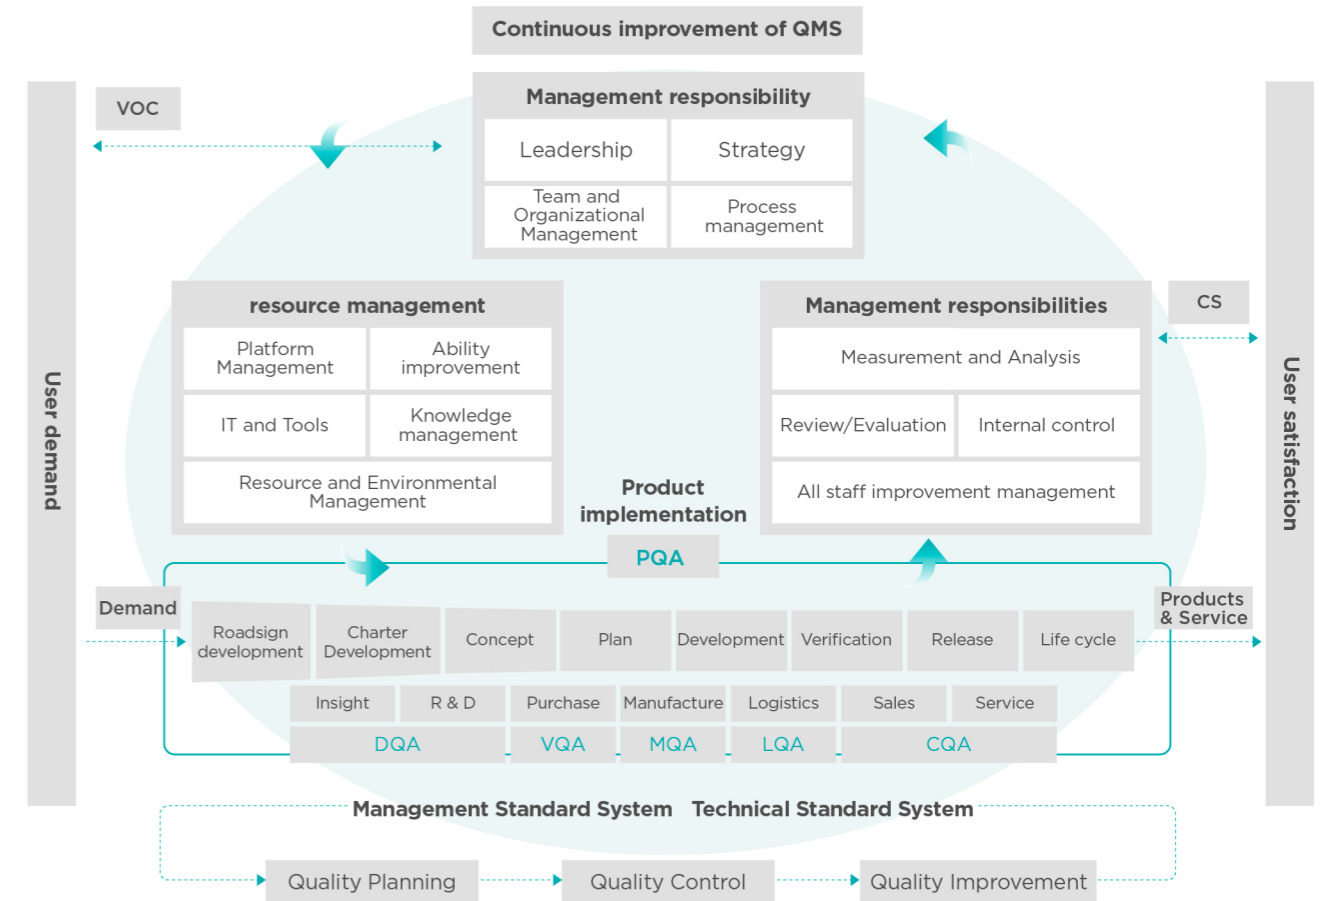 Continuous improvement of QMS
Management responsibility
VOC
Leadership
Strategy
Team and
Organizational
Management
Process
management
resource management
Platform
Management
Ability
improvement
IT and Tools
Knowledge
management
Resource and Environmental
Management
Management responsibilities
Measurement and Analysis
Review/Evaluation
Internal control
All staff improvement management
CS
User demand
User satisfaction
Product
implementation
PQA
Demand
Products
& Service
Roadsign
development
Charter
Development
Concept
Plan
Development
Verification
Release
Life cycle
Insight
R & D
Purchase
Manufacture
Logistics
Sales
Service
DQA
VQA
MQA
LQA
CQA
Management Standard System
Technical Standard System
Quality Planning
Quality Control
Quality Improvement